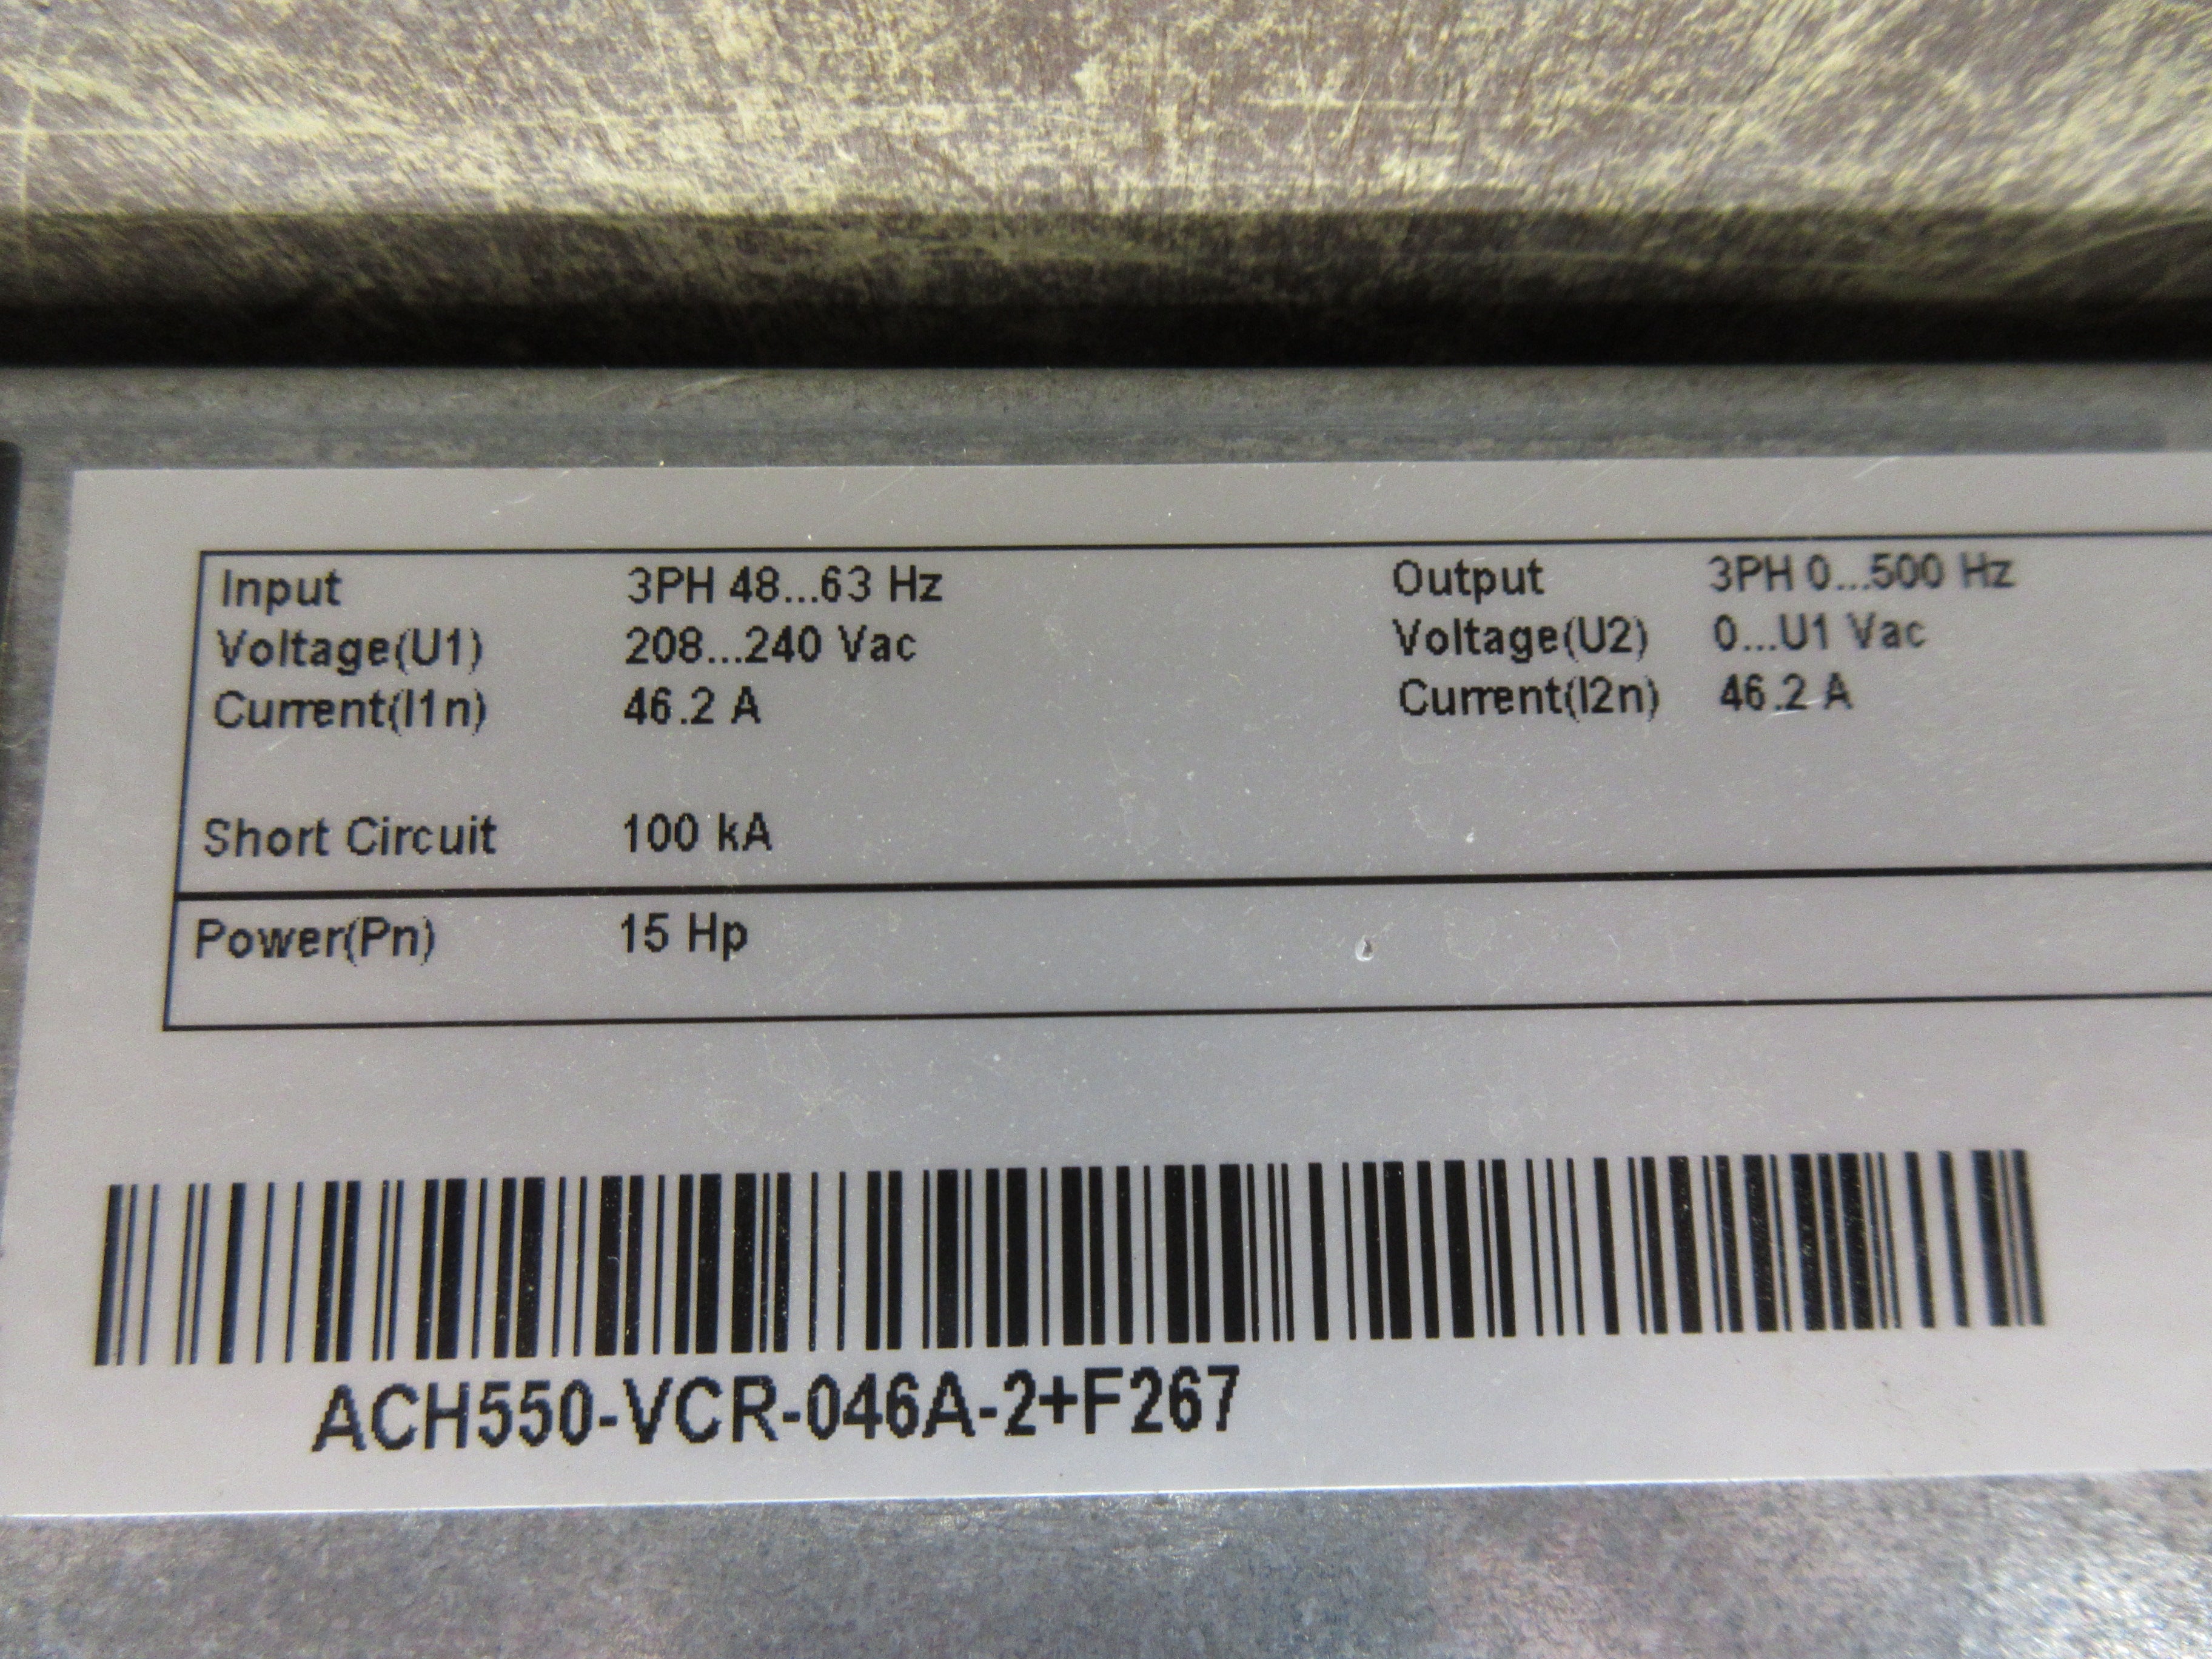 Input 3PH 48...63 Hz Output 3PH 0...500 Hz
Voltage(U1) 208...240 Vac Voltage(U2) 0...U1 Vac
Current(I1n) 46.2 A Current(I2n) 46.2 A
Short Circuit 100 kA
Power(Pn) 15 Hp
ACH550-VCR-046A-2+F267